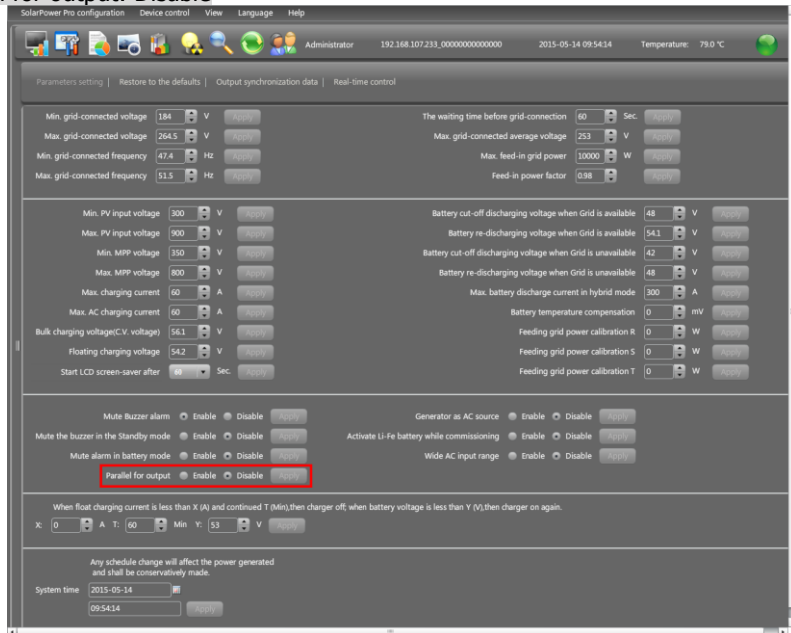 for output: Disable
SolarPower Pro configuration Device control View Language Help
Administrator 192.168.107.233_00000000000000 2015-05-14 09:54:14 Temperature: 79.0 ℃
Parameters setting | Restore to the defaults | Output synchronization data | Real-time control
Min. grid-connected voltage 184 V Apply The waiting time before grid-connection 60 Sec. Apply
Max. grid-connected voltage 264.5 V Apply Max. grid-connected average voltage 253 V Apply
Min. grid-connected frequency 47.4 Hz Apply Max. feed-in grid power 10000 W Apply
Max. grid-connected frequency 51.5 Hz Apply Feed-in power factor 0.98 Apply
Min. PV input voltage 300 V Apply Battery cut-off discharging voltage when Grid is available 48 V Apply
Max. PV input voltage 900 V Apply Battery re-discharging voltage when Grid is available 54.1 V Apply
Min. MPP voltage 350 V Apply Battery cut-off discharging voltage when Grid is unavailable 42 V Apply
Max. MPP voltage 800 V Apply Battery re-discharging voltage when Grid is unavailable 48 V Apply
Max. charging current 60 A Apply Max. battery discharge current in hybrid mode 300 A Apply
Max. AC charging current 60 A Apply Battery temperature compensation 0 mV Apply
Bulk charging voltage(C.V. voltage) 56.1 V Apply Feeding grid power calibration R 0 W Apply
Floating charging voltage 54.2 V Apply Feeding grid power calibration S 0 W Apply
Start LCD screen-saver after 60 Sec. Apply Feeding grid power calibration T 0 W Apply
Mute Buzzer alarm Enable Disable Apply Generator as AC source Enable Disable Apply
Mute the buzzer in the Standby mode Enable Disable Apply Activate Li-Fe battery while commissioning Enable Disable Apply
Mute alarm in battery mode Enable Disable Apply Wide AC input range Enable Disable Apply
Parallel for output Enable Disable Apply
When float charging current is less than X (A) and continued T (Min),then charger off; when battery voltage is less than Y (V),then charger on again.
X: 0 A T: 60 Min Y: 53 V Apply
Any schedule change will affect the power generated
and shall be conservatively made.
System time 2015-05-14
09:54:14 Apply